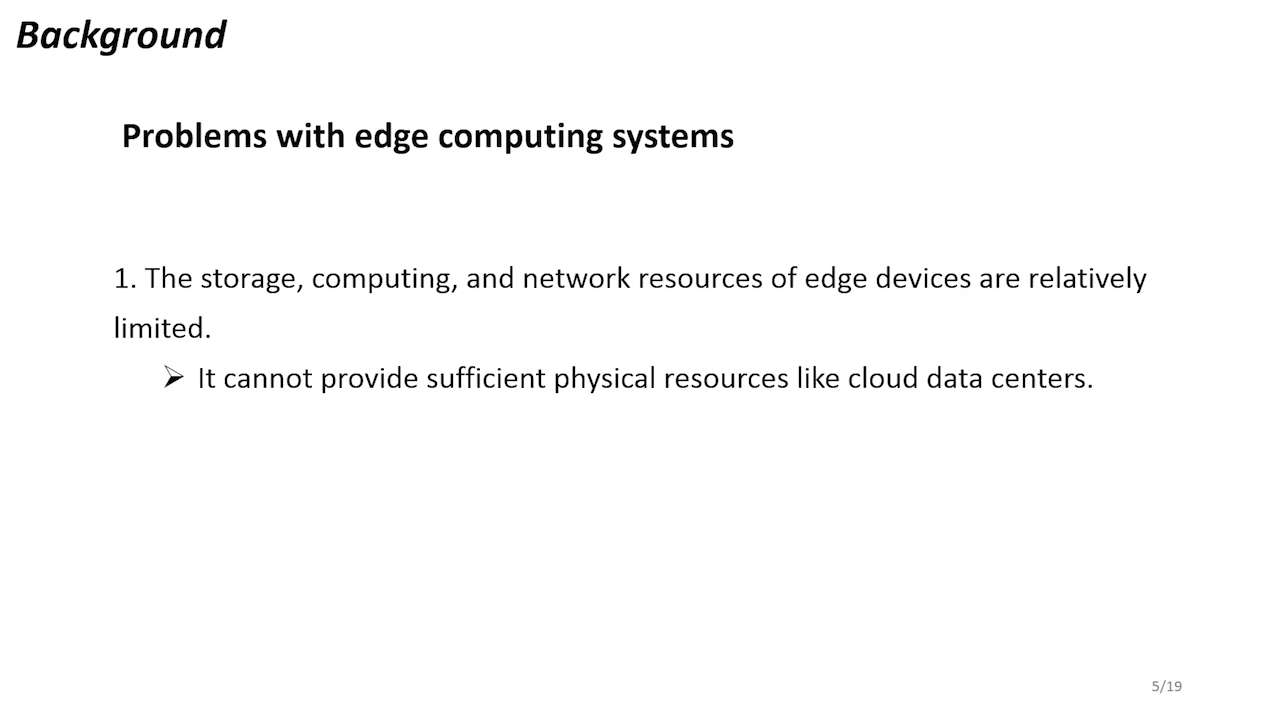 Background
Problems with edge computing systems
1. The storage, computing, and network resources of edge devices are relatively
limited.
➢ It cannot provide sufficient physical resources like cloud data centers.
5/19